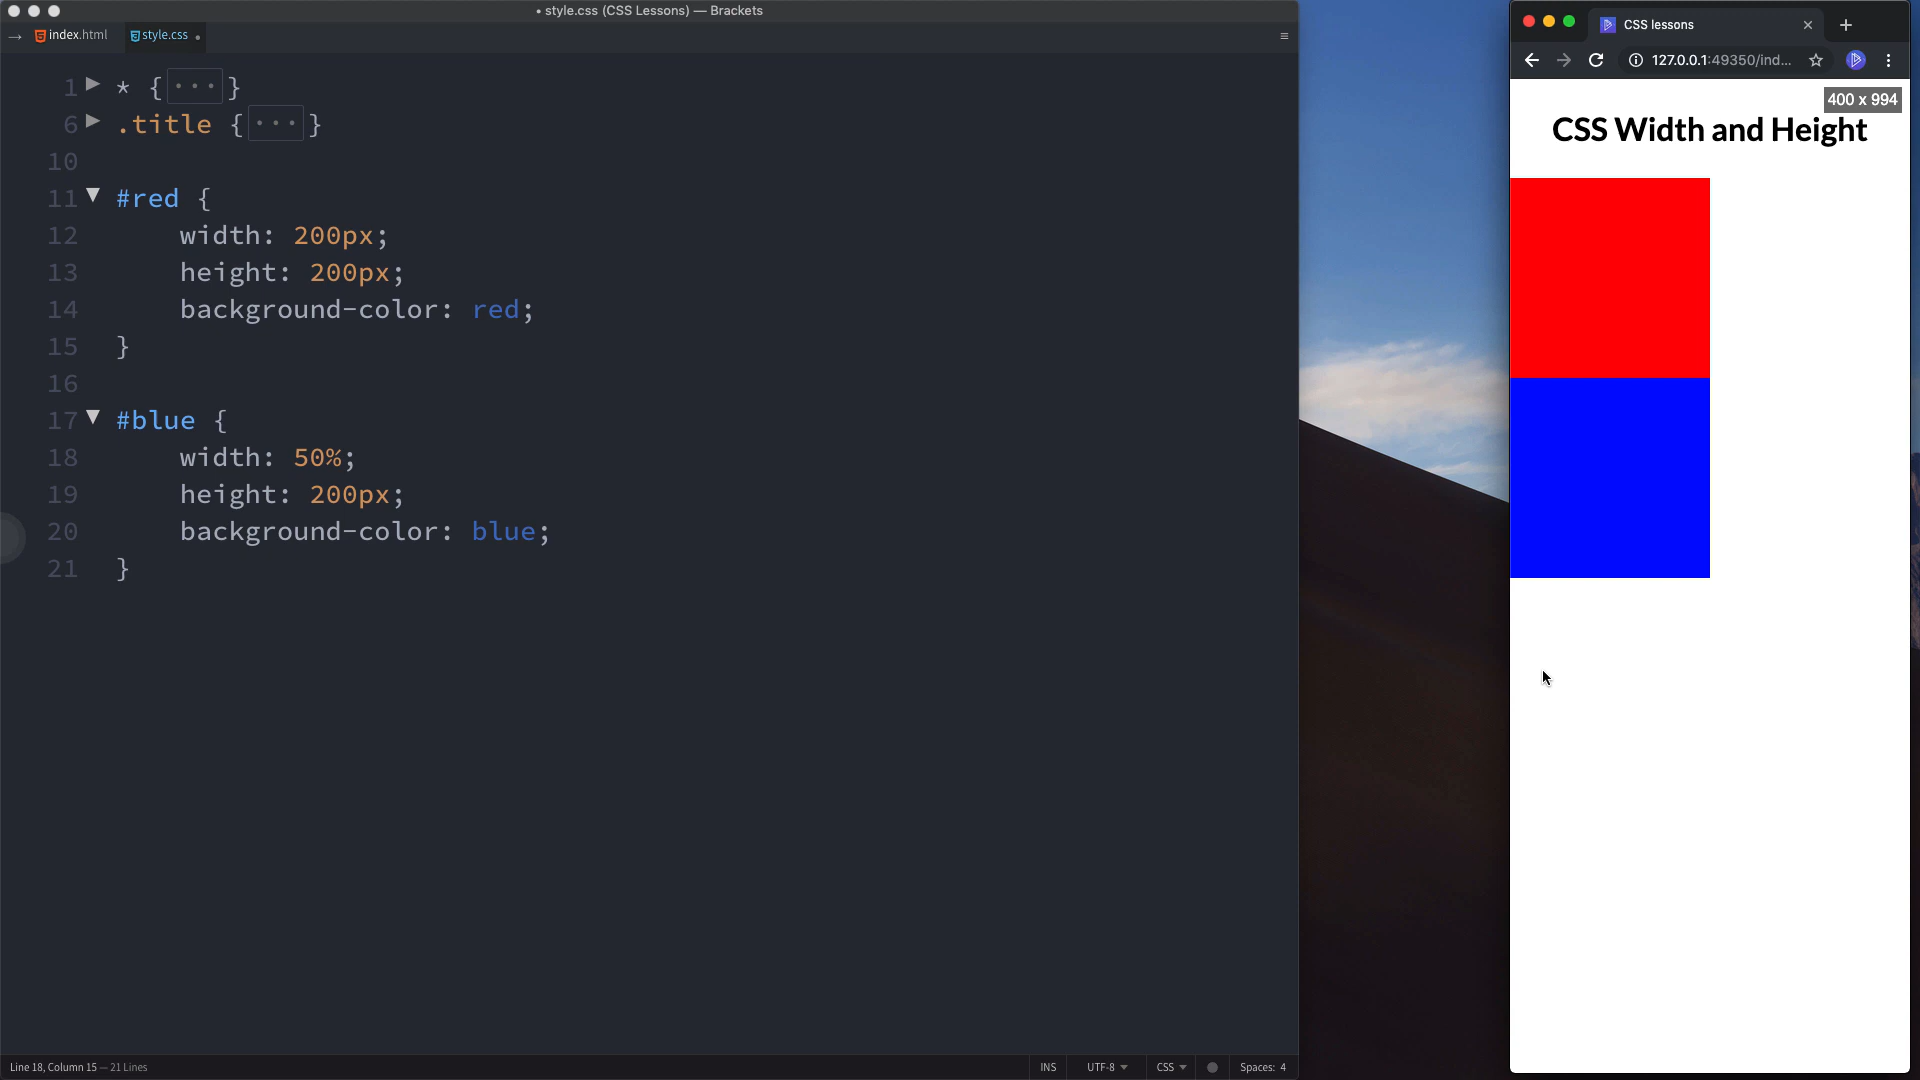 • style.css (CSS Lessons) — Brackets
index.html
style.css •
1 * {···}
6 .title {···}
10
11 #red {
12 width: 200px;
13 height: 200px;
14 background-color: red;
15 }
16
17 #blue {
18 width: 50%;
19 height: 200px;
20 background-color: blue;
21 }
Line 18, Column 15 — 21 Lines
INS
UTF-8
CSS
Spaces: 4
CSS lessons
127.0.0.1:49350/ind...
400 x 994
CSS Width and Height